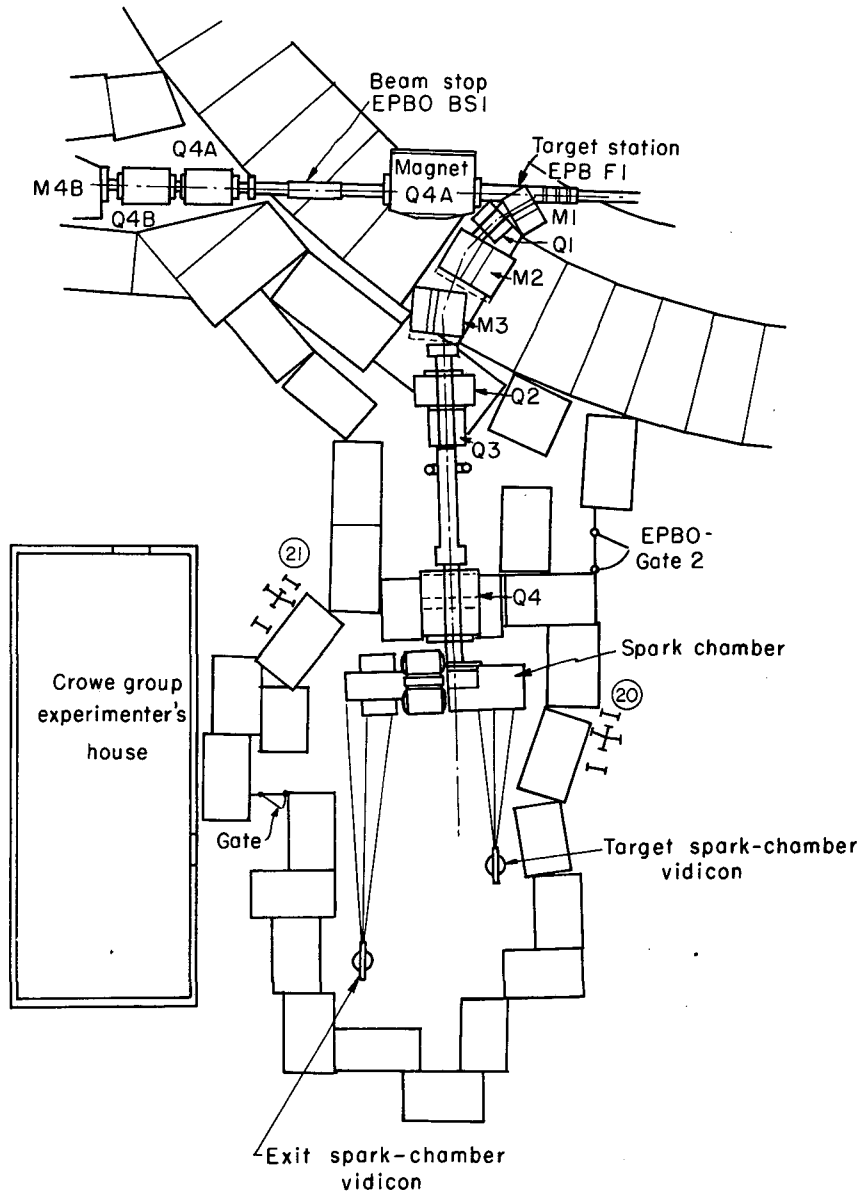 Beam stop
EPBO BS1
Q4A
Magnet
Q4A
Target station
EPB F1
M4B
Q4B
M1
Q1
M2
M3
Q2
Q3
EPBO-
Gate 2
21
Q4
Spark chamber
Crowe group
experimenter's
house
20
Gate
Target spark-chamber
vidicon
Exit spark-chamber
vidicon